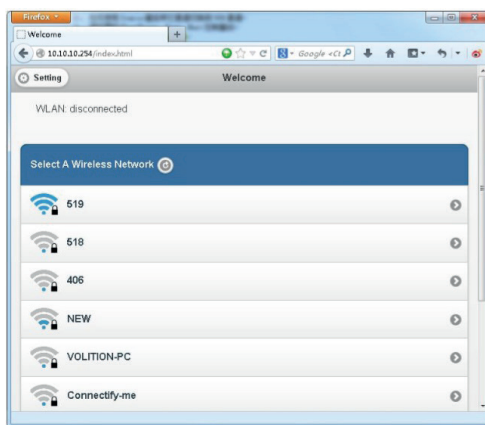 Firefox
Welcome
10.10.10.254/index.html
Google <Ct
Setting
Welcome
WLAN: disconnected
Select A Wireless Network
519
518
406
NEW
VOLITION-PC
Connectify-me